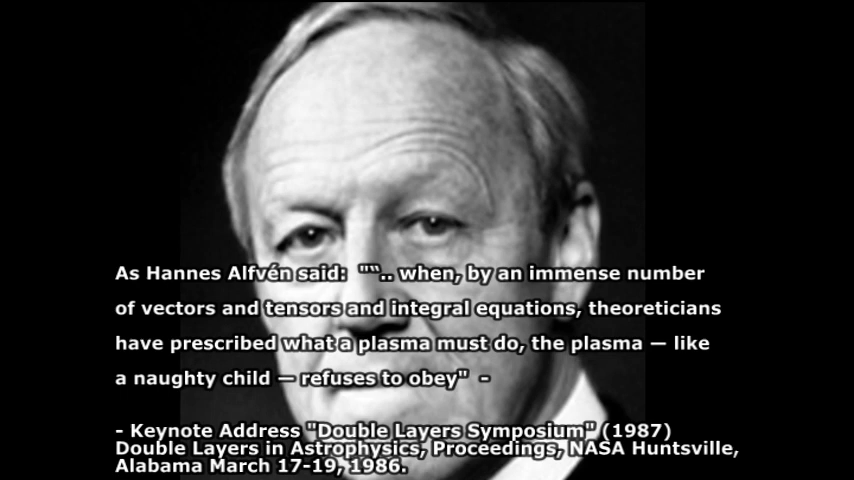 As Hannes Alfvén said:  "“.. when, by an immense number
of vectors and tensors and integral equations, theoreticians
have prescribed what a plasma must do, the plasma — like
a naughty child — refuses to obey"  -
- Keynote Address "Double Layers Symposium" (1987)
Double Layers in Astrophysics, Proceedings, NASA Huntsville,
Alabama March 17-19, 1986.